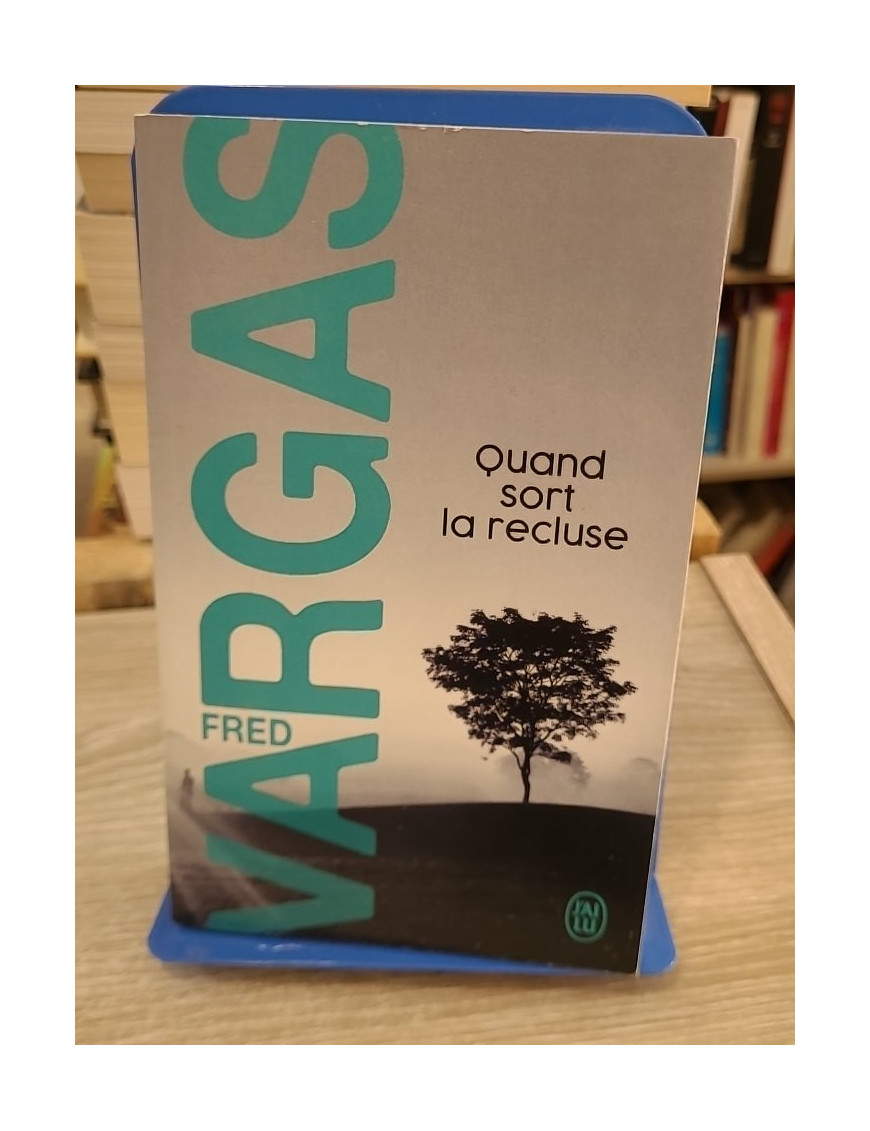 FRED
VARGAS
Quand
sort
la recluse
J'AI
LU